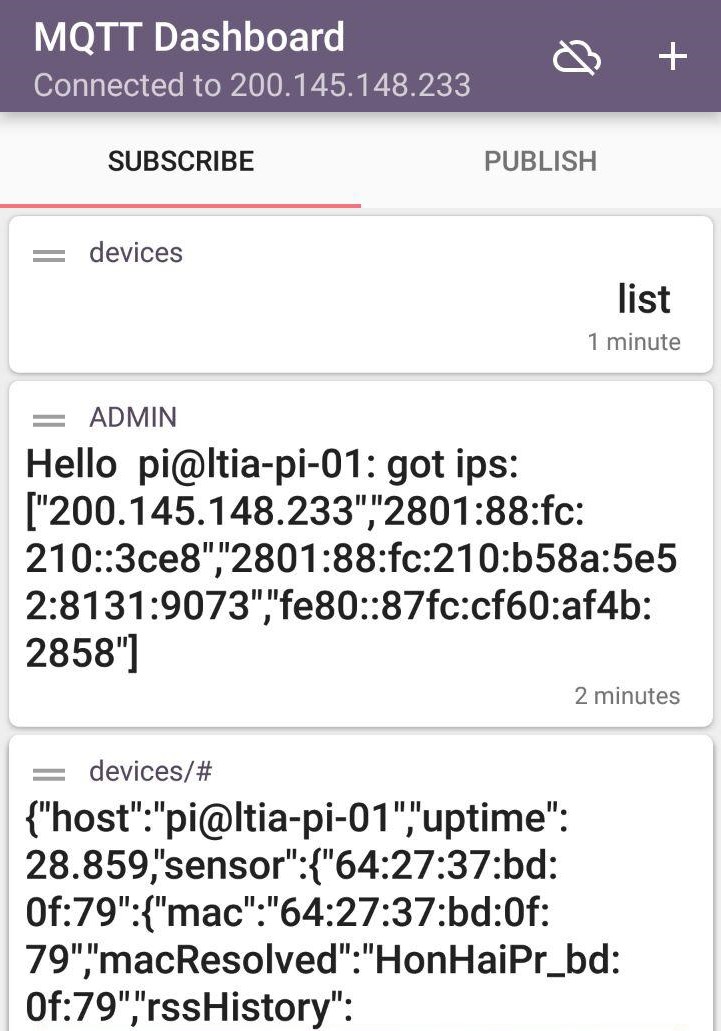 MQTT Dashboard
Connected to 200.145.148.233
SUBSCRIBE
PUBLISH
devices
list
1 minute
ADMIN
Hello  pi@ltia-pi-01: got ips:
["200.145.148.233","2801:88:fc:
210::3ce8","2801:88:fc:210:b58a:5e5
2:8131:9073","fe80::87fc:cf60:af4b:
2858"]
2 minutes
devices/#
{"host":"pi@ltia-pi-01","uptime":
28.859,"sensor":{"64:27:37:bd:
0f:79":{"mac":"64:27:37:bd:0f:
79","macResolved":"HonHaiPr_bd:
0f:79","rssHistory":